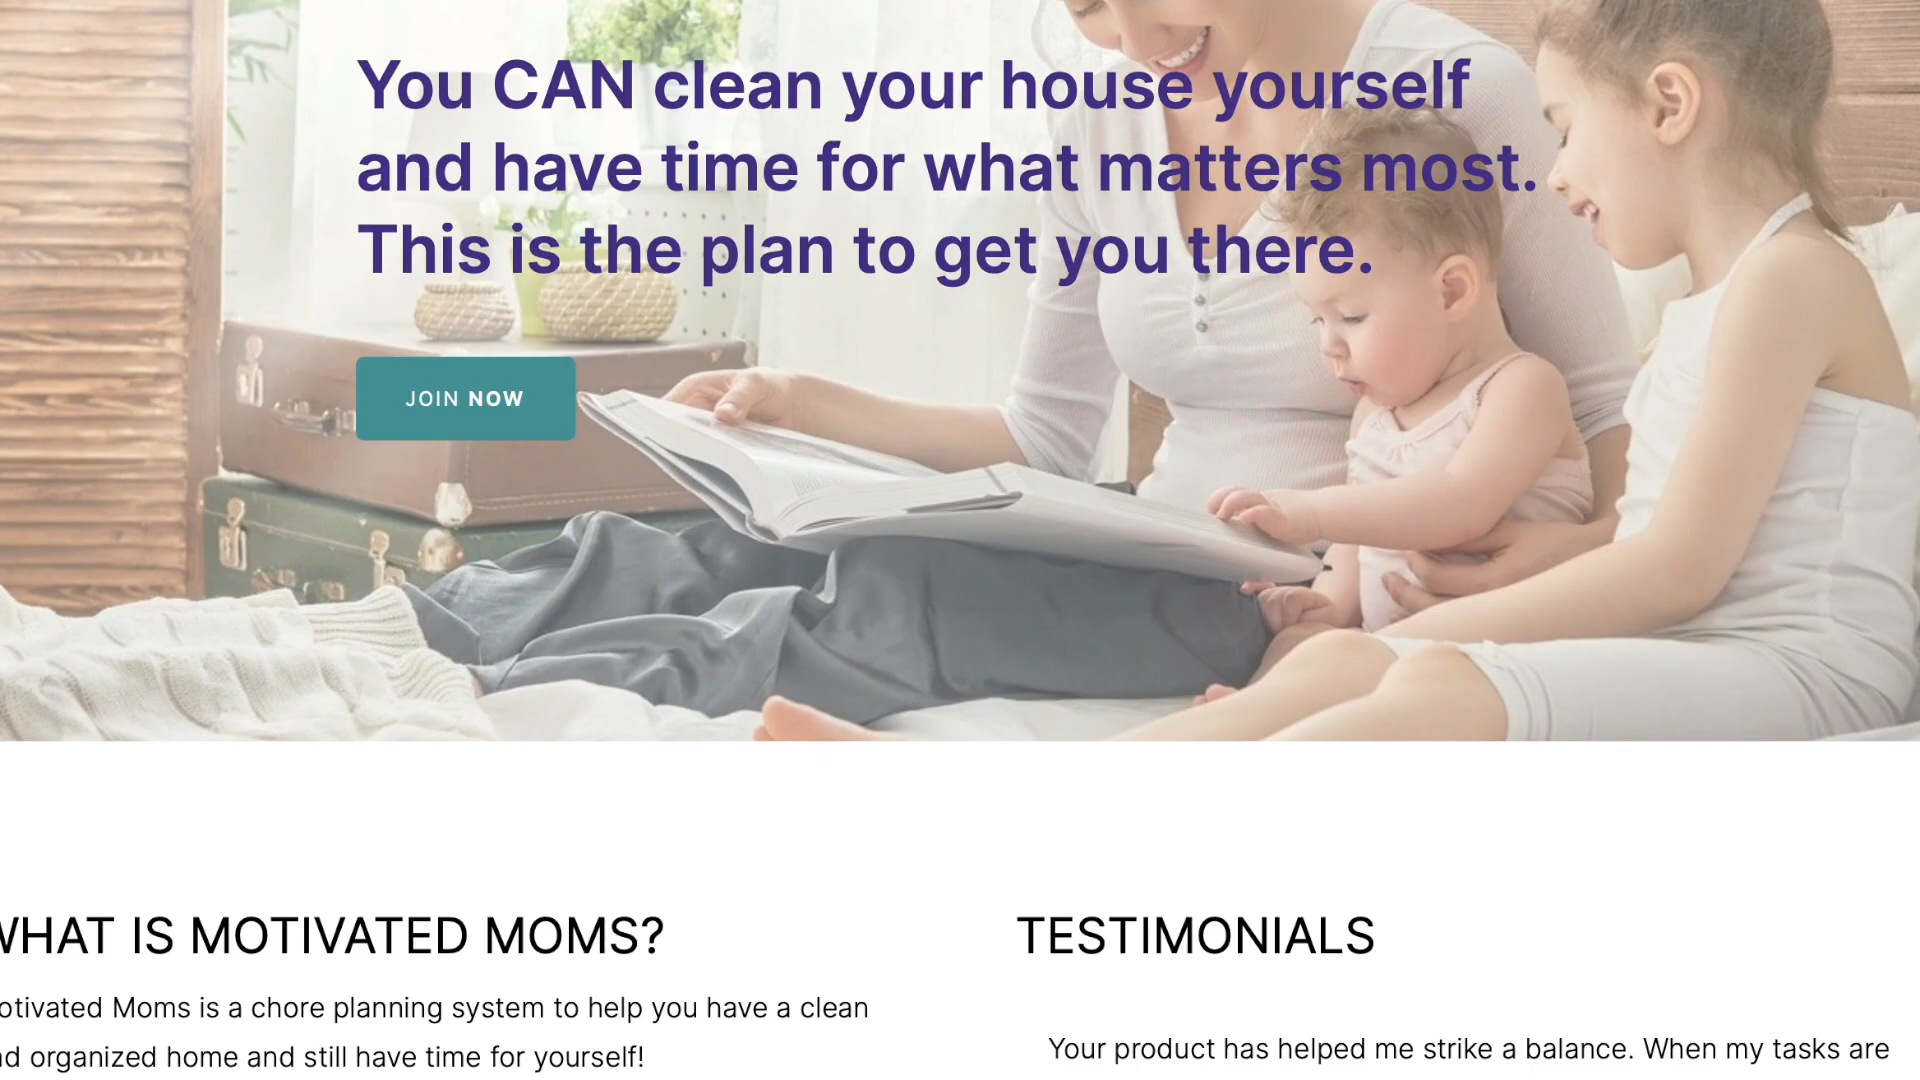 You CAN clean your house yourself
and have time for what matters most.
This is the plan to get you there.
JOIN NOW
WHAT IS MOTIVATED MOMS?
otivated Moms is a chore planning system to help you have a clean
nd organized home and still have time for yourself!
TESTIMONIALS
Your product has helped me strike a balance. When my tasks are